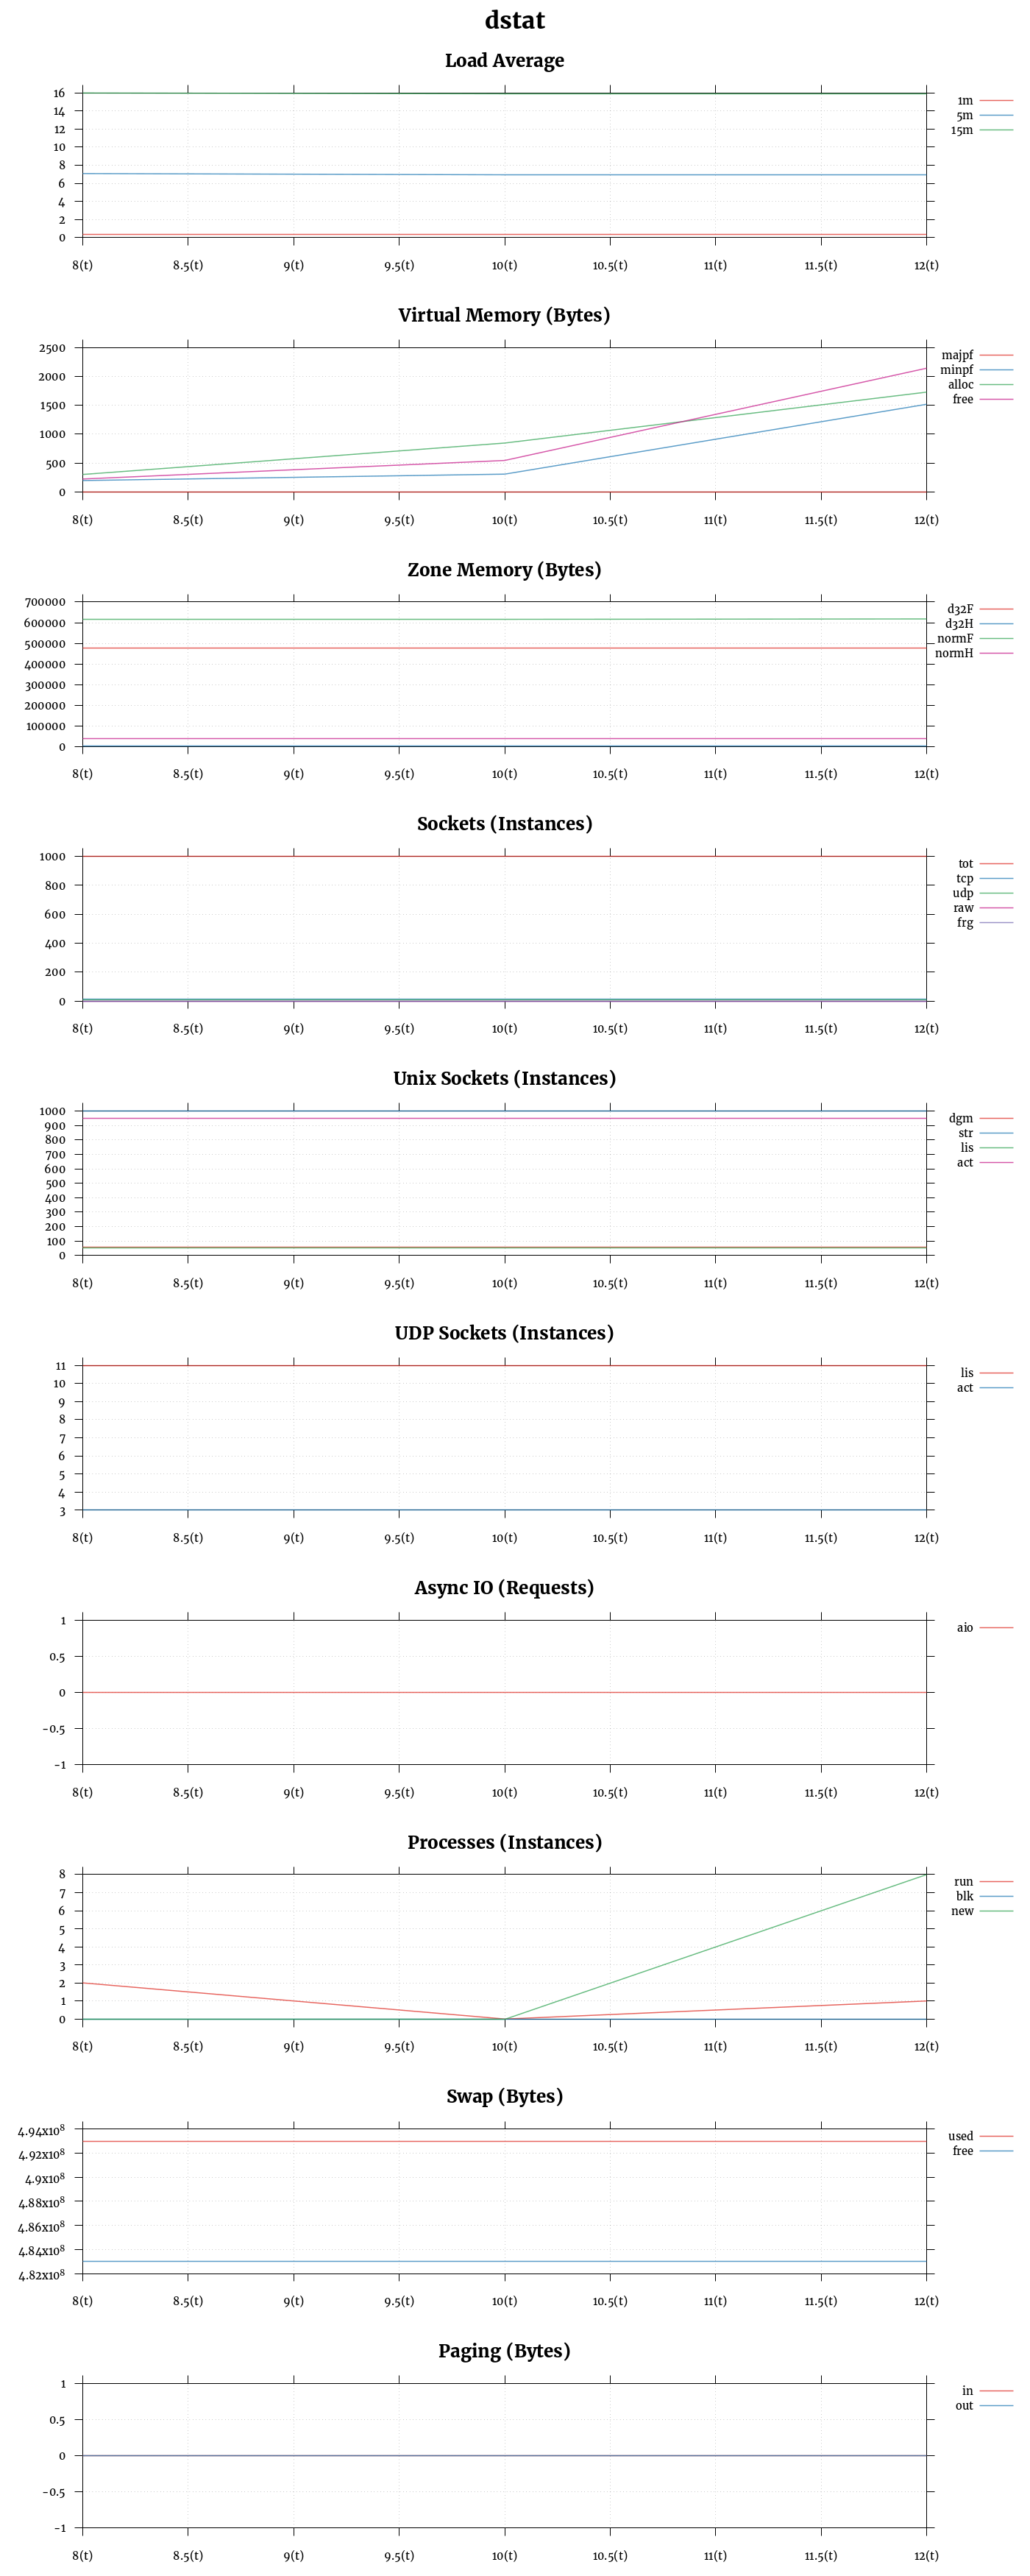 dstat
Load Average
16
14
12
10
8
6
4
2
0
8(t) 8.5(t) 9(t) 9.5(t) 10(t) 10.5(t) 11(t) 11.5(t) 12(t)
1m
5m
15m
Virtual Memory (Bytes)
2500
2000
1500
1000
500
0
8(t) 8.5(t) 9(t) 9.5(t) 10(t) 10.5(t) 11(t) 11.5(t) 12(t)
majpf
minpf
alloc
free
Zone Memory (Bytes)
700000
600000
500000
400000
300000
200000
100000
0
8(t) 8.5(t) 9(t) 9.5(t) 10(t) 10.5(t) 11(t) 11.5(t) 12(t)
d32F
d32H
normF
normH
Sockets (Instances)
1000
800
600
400
200
0
8(t) 8.5(t) 9(t) 9.5(t) 10(t) 10.5(t) 11(t) 11.5(t) 12(t)
tot
tcp
udp
raw
frg
Unix Sockets (Instances)
1000
900
800
700
600
500
400
300
200
100
0
8(t) 8.5(t) 9(t) 9.5(t) 10(t) 10.5(t) 11(t) 11.5(t) 12(t)
dgm
str
lis
act
UDP Sockets (Instances)
11
10
9
8
7
6
5
4
3
8(t) 8.5(t) 9(t) 9.5(t) 10(t) 10.5(t) 11(t) 11.5(t) 12(t)
lis
act
Async IO (Requests)
1
0.5
0
-0.5
-1
8(t) 8.5(t) 9(t) 9.5(t) 10(t) 10.5(t) 11(t) 11.5(t) 12(t)
aio
Processes (Instances)
8
7
6
5
4
3
2
1
0
8(t) 8.5(t) 9(t) 9.5(t) 10(t) 10.5(t) 11(t) 11.5(t) 12(t)
run
blk
new
Swap (Bytes)
4.94x10⁸
4.92x10⁸
4.9x10⁸
4.88x10⁸
4.86x10⁸
4.84x10⁸
4.82x10⁸
8(t) 8.5(t) 9(t) 9.5(t) 10(t) 10.5(t) 11(t) 11.5(t) 12(t)
used
free
Paging (Bytes)
1
0.5
0
-0.5
-1
8(t) 8.5(t) 9(t) 9.5(t) 10(t) 10.5(t) 11(t) 11.5(t) 12(t)
in
out